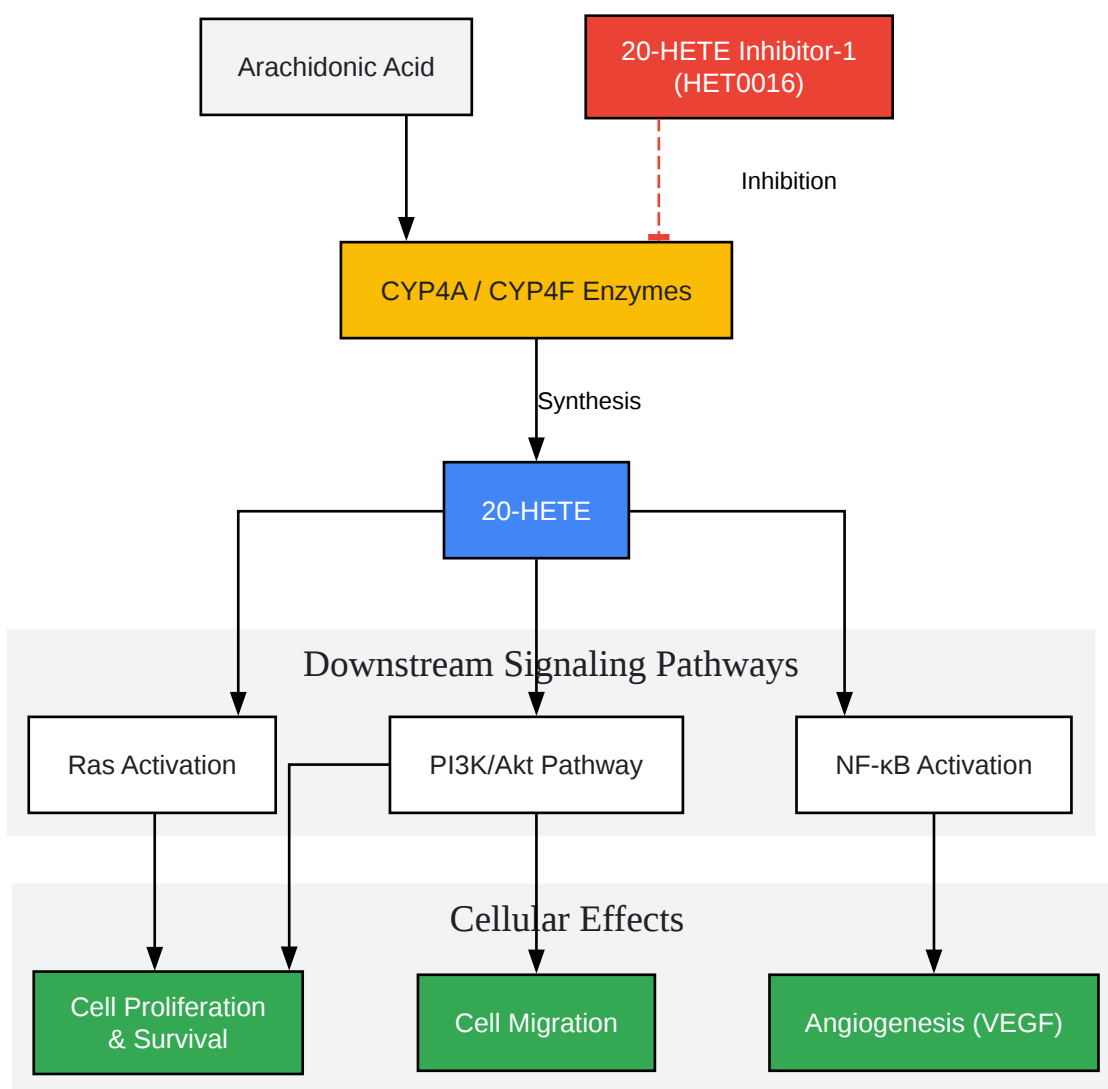 Arachidonic Acid
20-HETE Inhibitor-1
(HET0016)
Inhibition
CYP4A / CYP4F Enzymes
Synthesis
20-HETE
Downstream Signaling Pathways
Ras Activation
PI3K/Akt Pathway
NF-κB Activation
Cellular Effects
Cell Proliferation
& Survival
Cell Migration
Angiogenesis (VEGF)